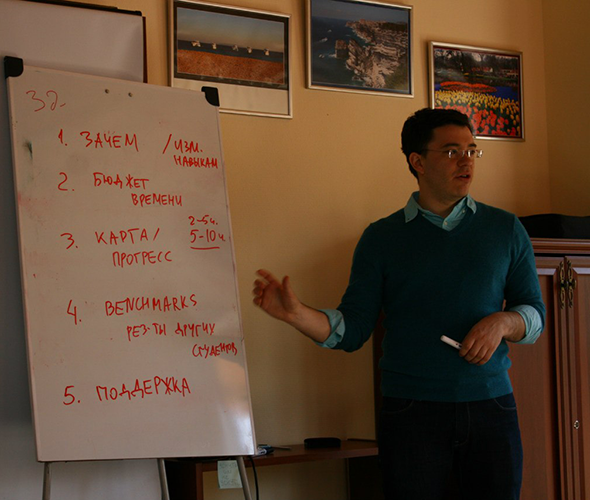 3д.
1. ЗАЧЕМ / ИЗМ.
НАВЫКАМ
2. БЮДЖЕТ
ВРЕМЕНИ
2-5ч.
3. КАРТА/ 5-10ч.
ПРОГРЕСС
4. BENCHMARKS
РЕЗ-ТЫ ДРУГИХ
СТУДЕНТОВ
5. ПОДДЕРЖКА